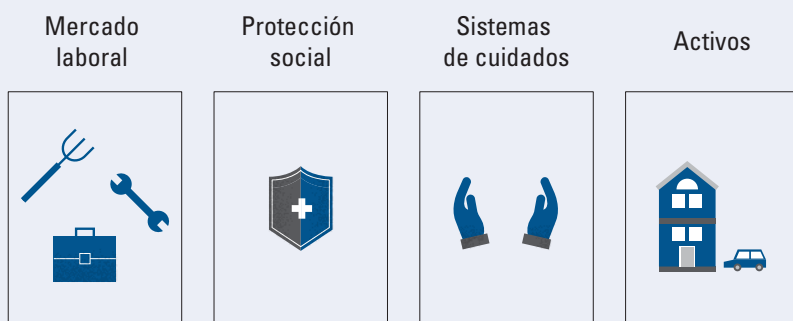 Mercado
laboral
Protección
social
Sistemas
de cuidados
Activos